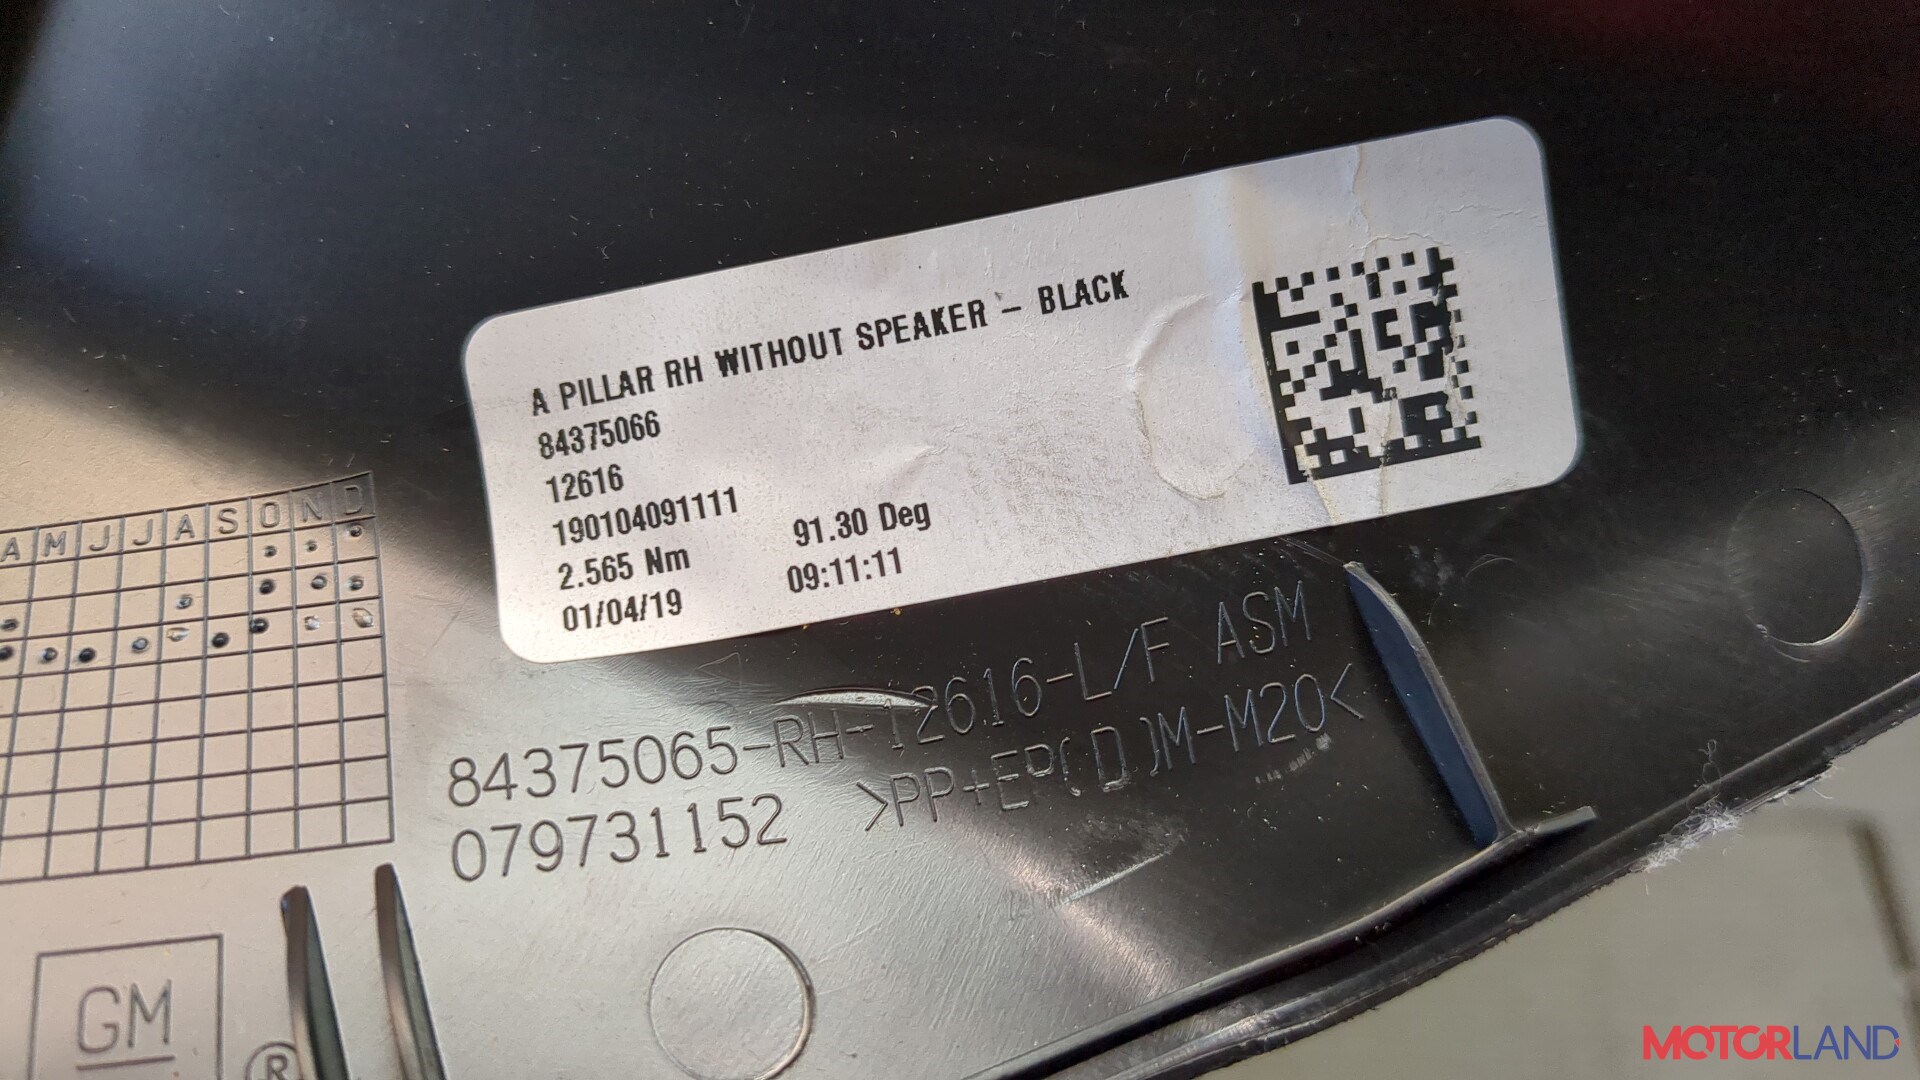 A PILLAR RH WITHOUT SPEAKER - BLACK
84375066
12616
190104091111
2.565 Nm 91.30 Deg
01/04/19 09:11:11
A M J J A S O N D
84375065-RH-12616-L/F ASM
079731152 >PP+EP(D)M-M20<
GM
®
MOTORLAND